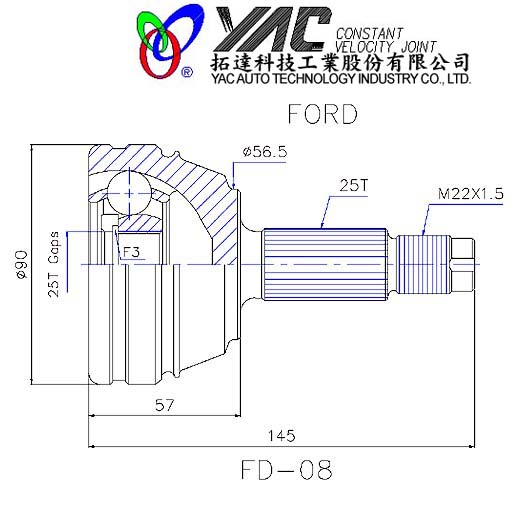 YAC CONSTANT
VELOCITY JOINT
拓達科技工業股份有限公司
® YAC AUTO TECHNOLOGY INDUSTRY CO., LTD.
FORD
ø56.5
25T
M22X1.5
ø90
25T Gaps
F3
57
145
FD-08